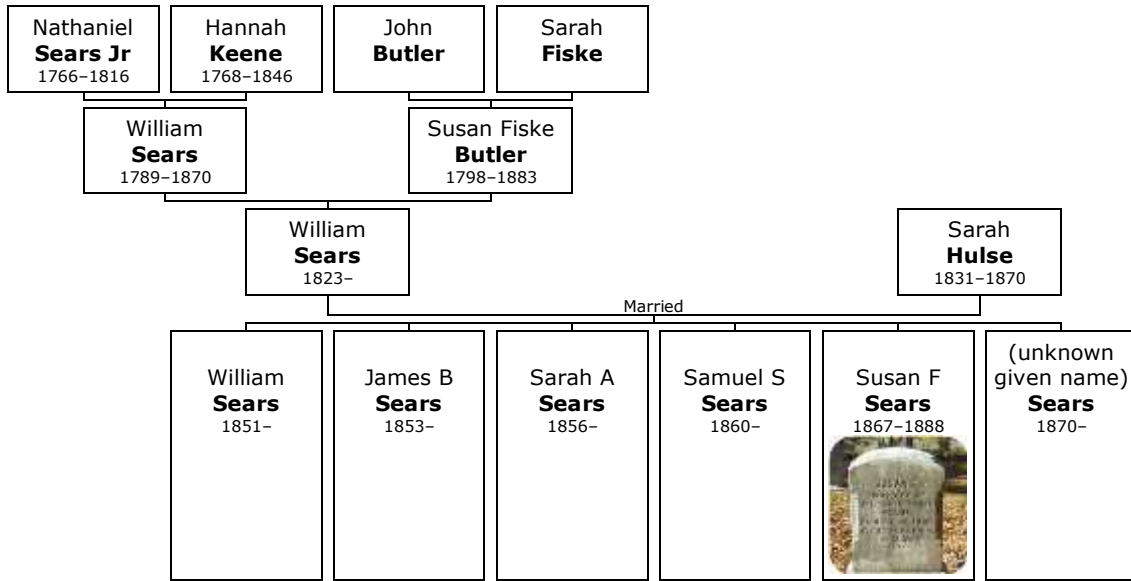 Nathaniel
Sears Jr
1766–1816
Hannah
Keene
1768–1846
John
Butler
Sarah
Fiske
William
Sears
1789–1870
Susan Fiske
Butler
1798–1883
William
Sears
1823–
Sarah
Hulse
1831–1870
Married
William
Sears
1851–
James B
Sears
1853–
Sarah A
Sears
1856–
Samuel S
Sears
1860–
Susan F
Sears
1867–1888
(unknown
given name)
Sears
1870–